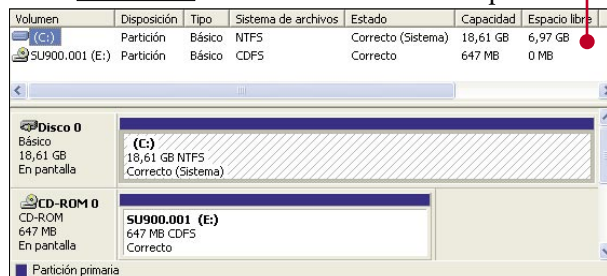 Volumen Disposición Tipo Sistema de archivos Estado Capacidad Espacio libre
(C:) Partición Básico NTFS Correcto (Sistema) 18,61 GB 6,97 GB
SU900.001 (E:) Partición Básico CDFS Correcto 647 MB 0 MB
Disco 0
Básico
18,61 GB
En pantalla
(C:)
18,61 GB NTFS
Correcto (Sistema)
CD-ROM 0
CD-ROM
647 MB
En pantalla
SU900.001 (E:)
647 MB CDFS
Correcto
Partición primaria